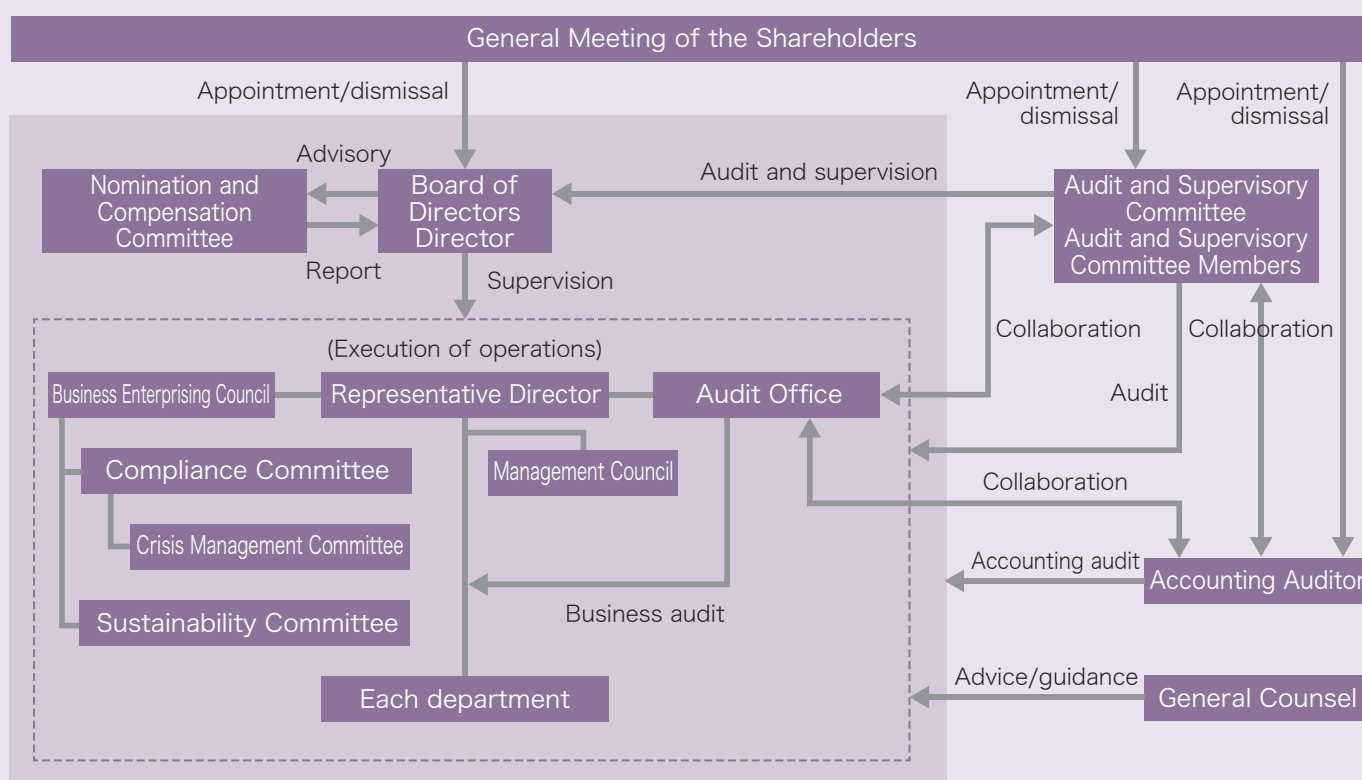 General Meeting of the Shareholders
Appointment/dismissal
Appointment/
dismissal
Appointment/
dismissal
Advisory
Nomination and
Compensation
Committee
Board of
Directors
Director
Audit and supervision
Audit and Supervisory
Committee
Audit and Supervisory
Committee Members
Report
Supervision
Collaboration
Collaboration
(Execution of operations)
Business Enterprising Council
Representative Director
Audit Office
Audit
Compliance Committee
Management Council
Collaboration
Crisis Management Committee
Accounting audit
Accounting Auditor
Business audit
Sustainability Committee
Each department
Advice/guidance
General Counsel